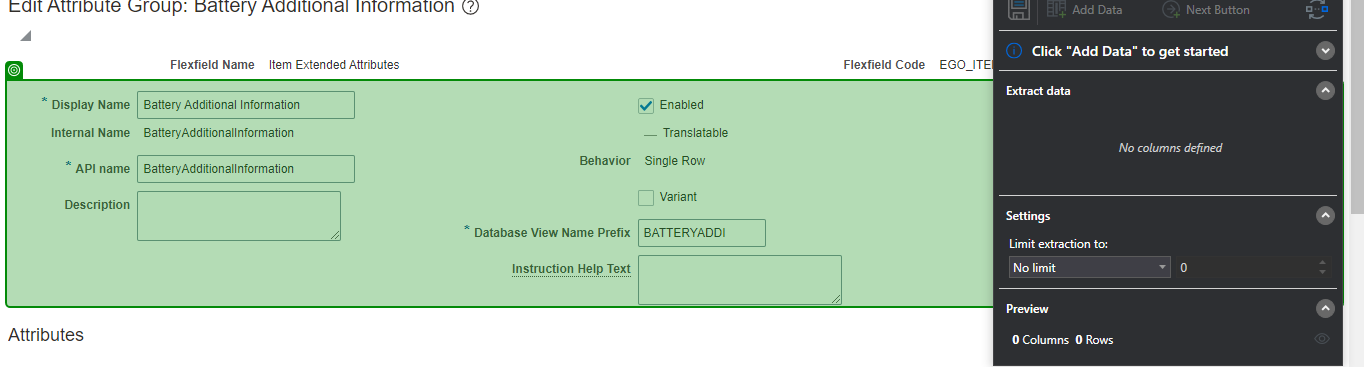 Edit Attribute Group: Battery Additional Information
Add Data
Next Button
Click "Add Data" to get started
Flexfield Name Item Extended Attributes
Flexfield Code EGO_ITE
* Display Name Battery Additional Information
Internal Name BatteryAdditionalInformation
* API name BatteryAdditionalInformation
Description
Enabled
Translatable
Behavior Single Row
Variant
* Database View Name Prefix BATTERYADDI
Instruction Help Text
Attributes
Extract data
No columns defined
Settings
Limit extraction to:
No limit 0
Preview
0 Columns 0 Rows